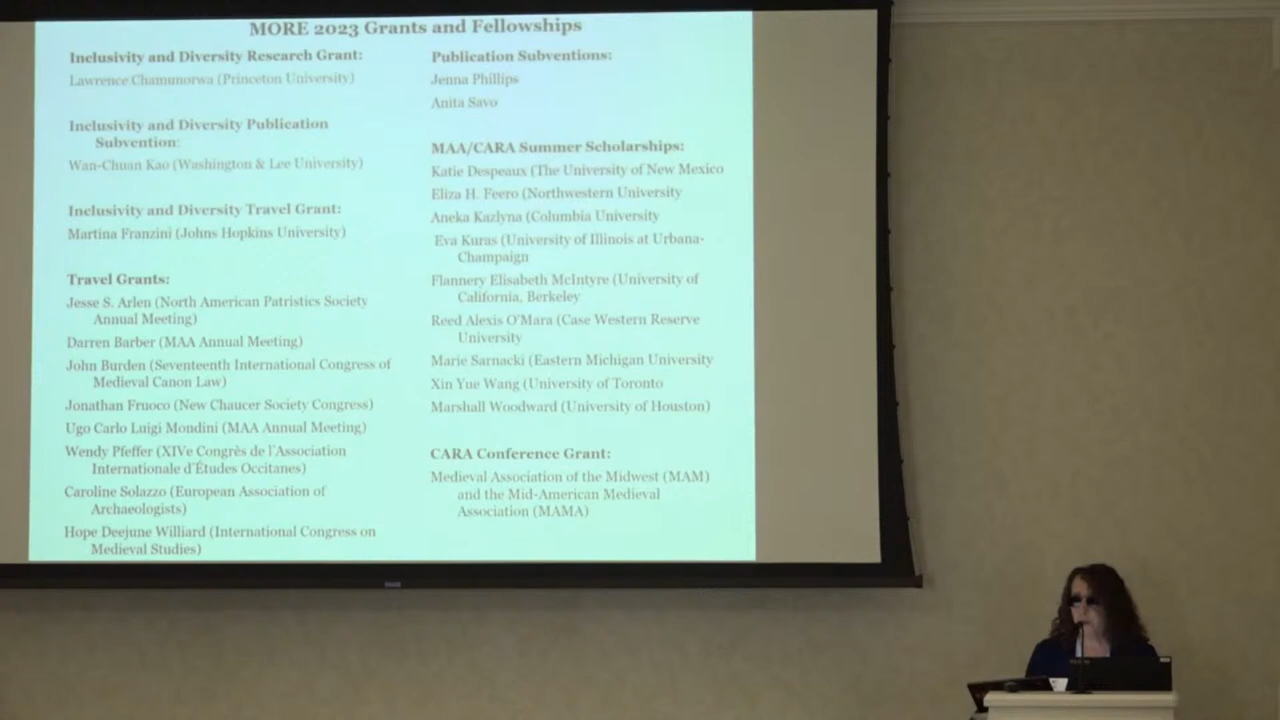 MORE 2023 Grants and Fellowships
Inclusivity and Diversity Research Grant:
Lawrence Chamunorwa (Princeton University)
Inclusivity and Diversity Publication
Subvention:
Wan-Chuan Kao (Washington & Lee University)
Inclusivity and Diversity Travel Grant:
Martina Franzini (Johns Hopkins University)
Travel Grants:
Jesse S. Arlen (North American Patristics Society
Annual Meeting)
Darren Barber (MAA Annual Meeting)
John Burden (Seventeenth International Congress of
Medieval Canon Law)
Jonathan Fruoco (New Chaucer Society Congress)
Ugo Carlo Luigi Mondini (MAA Annual Meeting)
Wendy Pfeffer (XIVe Congrès de l'Association
Internationale d'Études Occitanes)
Caroline Solazzo (European Association of
Archaeologists)
Hope Deejune Williard (International Congress on
Medieval Studies)
Publication Subventions:
Jenna Phillips
Anita Savo
MAA/CARA Summer Scholarships:
Katie Despeaux (The University of New Mexico
Eliza H. Feero (Northwestern University
Aneka Kazlyna (Columbia University
Eva Kuras (University of Illinois at Urbana-
Champaign
Flannery Elisabeth McIntyre (University of
California, Berkeley
Reed Alexis O'Mara (Case Western Reserve
University
Marie Sarnacki (Eastern Michigan University
Xin Yue Wang (University of Toronto
Marshall Woodward (University of Houston)
CARA Conference Grant:
Medieval Association of the Midwest (MAM)
and the Mid-American Medieval
Association (MAMA)